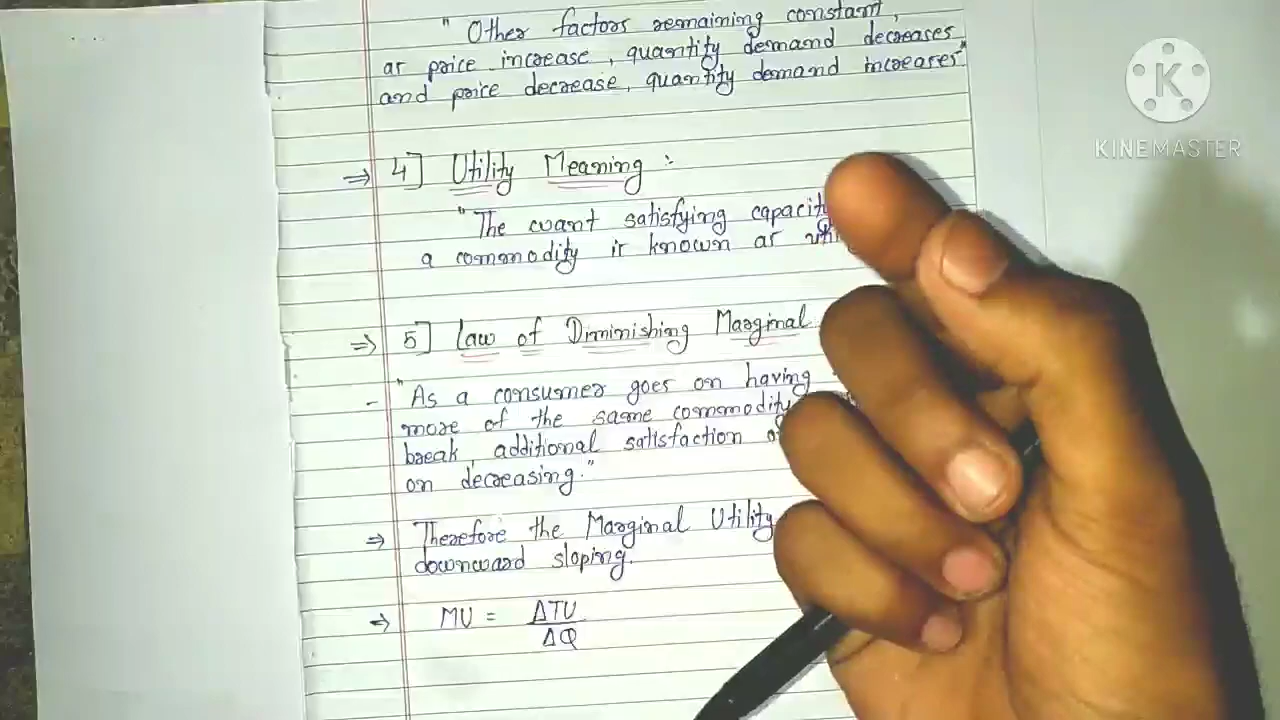 " Other factors remaining constant,
as price increase, quantity demand decreases
and price decrease, quantity demand increases"
⇒ 4] Utility Meaning :-
"The want satisfying capacity
a commodity is known as
⇒ 5] Law of Diminishing Marginal
- "As a consumer goes on having
more of the same commodity
break, additional satisfaction
on decreasing."
⇒ Therefore the Marginal Utility
downward sloping.
⇒ MU = ΔTU
ΔQ
K
KINEMASTER